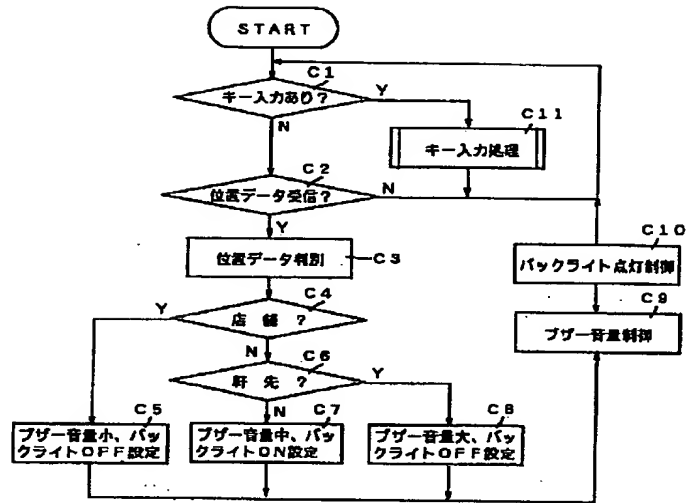 START
C1
キー入力あり?
Y
N
C11
キー入力処理
C2
位置データ受信?
N
Y
位置データ判別
C3
C10
バックライト点灯制御
C4
店舗?
Y
N
C9
ブザー音量制御
C6
軒先?
Y
N
C5
ブザー音量小、バッ
クライトOFF設定
C7
ブザー音量中、バッ
クライトON設定
C8
ブザー音量大、バッ
クライトOFF設定